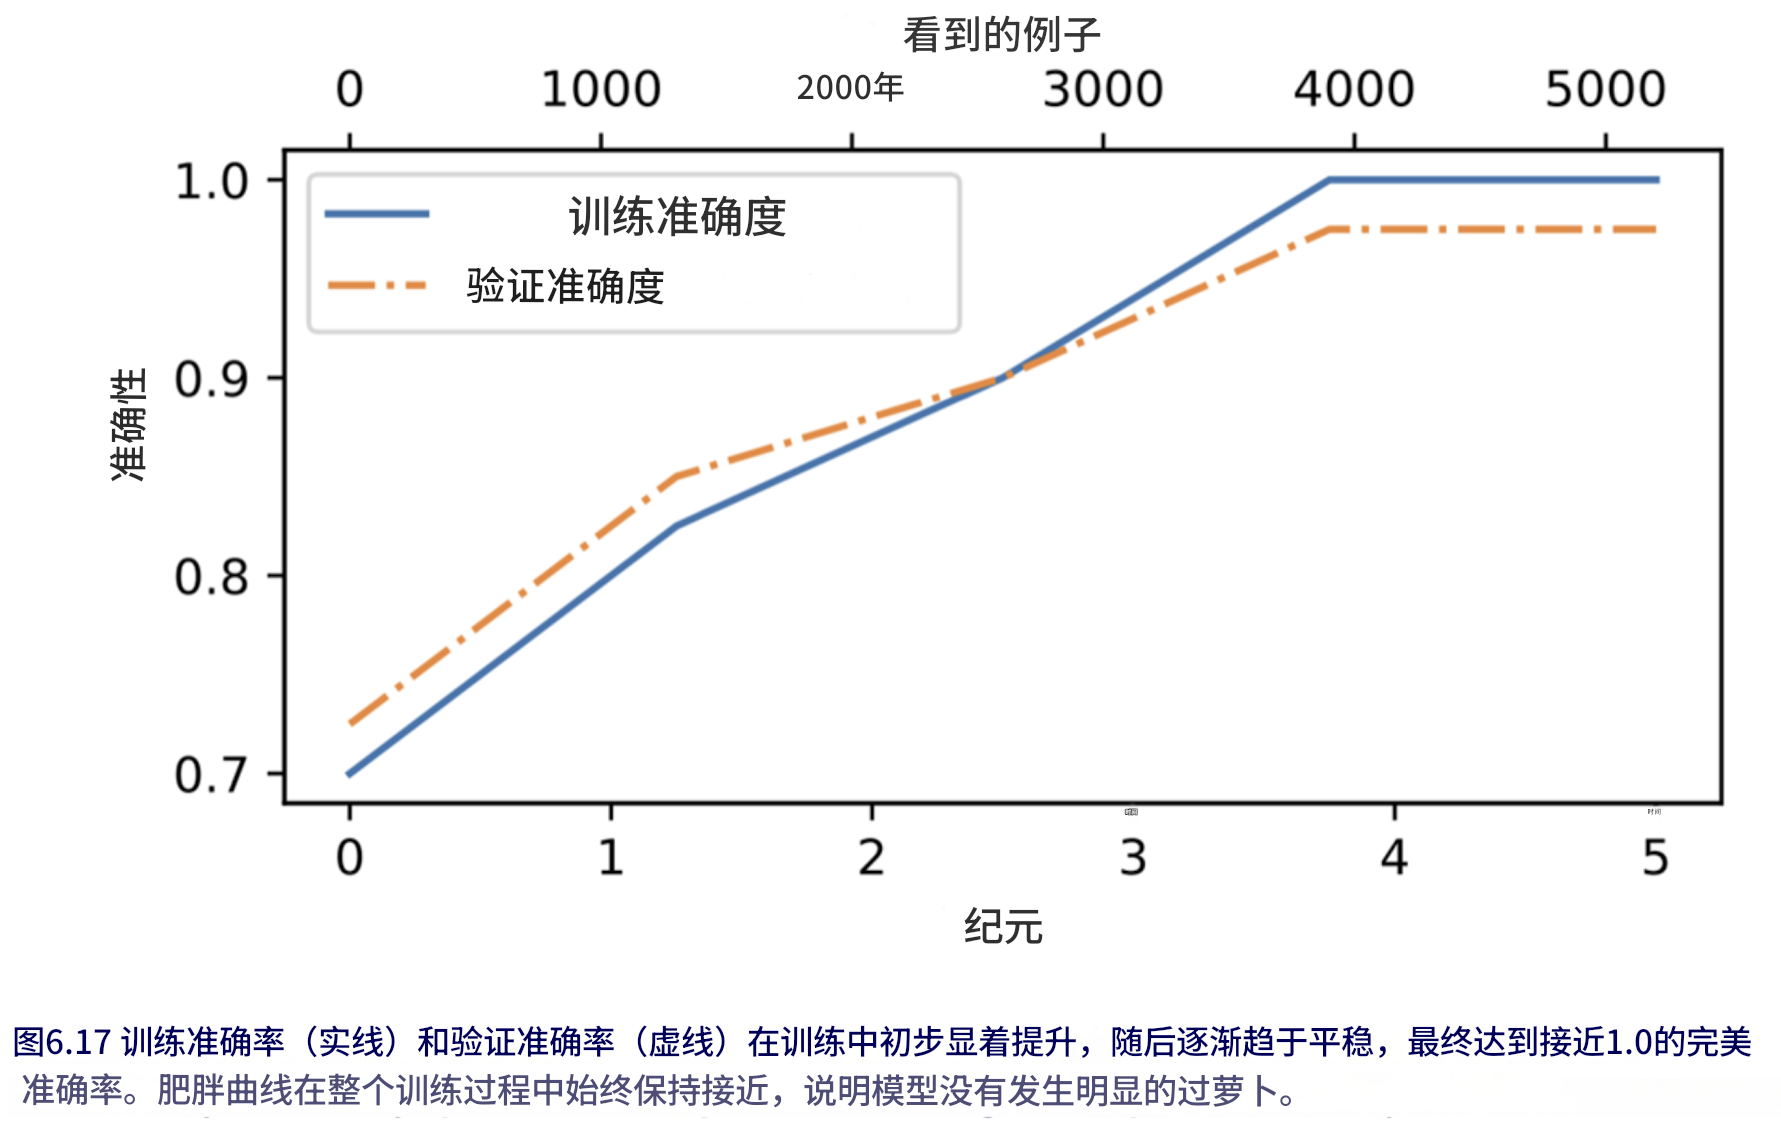 看到的例子
0 1000 2000年 3000 4000 5000
1.0
训练准确度
验证准确度
0.9
准确性
0.8
0.7
时间 时间
0 1 2 3 4 5
纪元
图6.17 训练准确率（实线）和验证准确率（虚线）在训练中初步显着提升，随后逐渐趋于平稳，最终达到接近1.0的完美
准确率。肥胖曲线在整个训练过程中始终保持接近，说明模型没有发生明显的过萝卜。